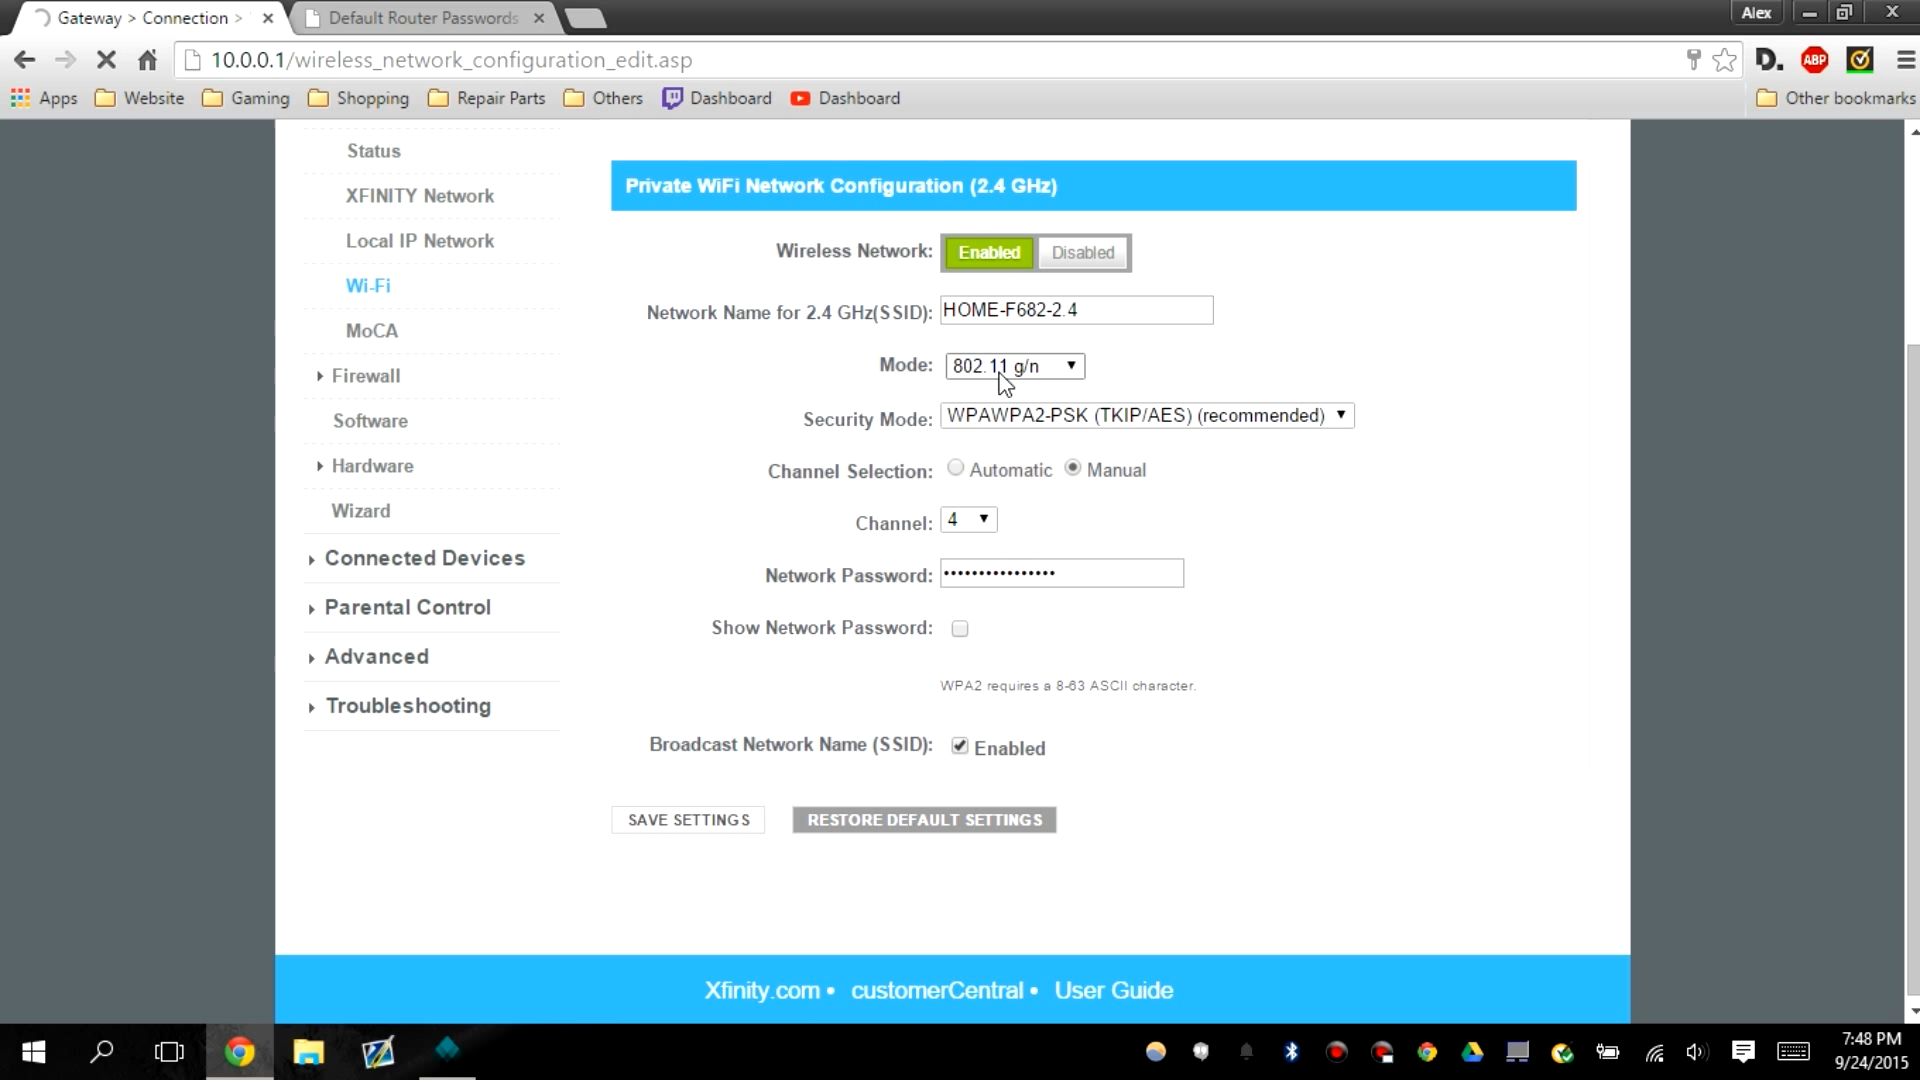 Gateway > Connection >
Default Router Passwords
Alex
10.0.0.1/wireless_network_configuration_edit.asp
D.
ABP
Apps
Website
Gaming
Shopping
Repair Parts
Others
Dashboard
Dashboard
Other bookmarks
Status
XFINITY Network
Local IP Network
Wi-Fi
MoCA
Firewall
Software
Hardware
Wizard
Connected Devices
Parental Control
Advanced
Troubleshooting
Private WiFi Network Configuration (2.4 GHz)
Wireless Network: Enabled Disabled
Network Name for 2.4 GHz(SSID): HOME-F682-2.4
Mode: 802.11 g/n
Security Mode: WPAWPA2-PSK (TKIP/AES) (recommended)
Channel Selection: Automatic Manual
Channel: 4
Network Password: ••••••••••••••••
Show Network Password:
WPA2 requires a 8-63 ASCII character.
Broadcast Network Name (SSID): Enabled
SAVE SETTINGS RESTORE DEFAULT SETTINGS
Xfinity.com • customerCentral • User Guide
7:48 PM
9/24/2015